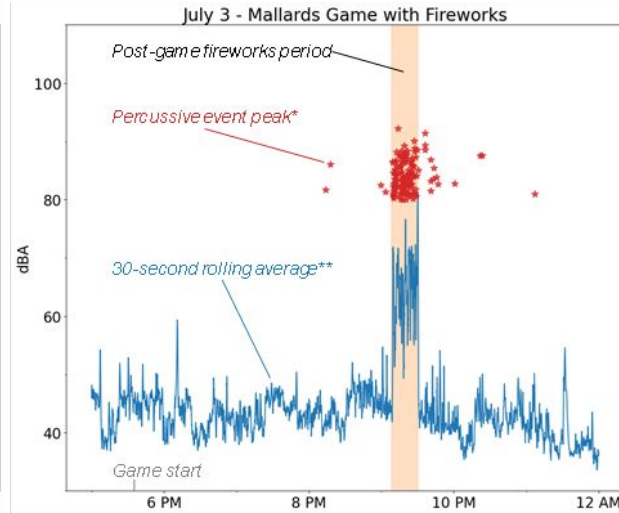 July 3 - Mallards Game with Fireworks
Post-game fireworks period
100
Percussive event peak*
80
dBA
30-second rolling average**
60
40
Game start
6 PM 8 PM 10 PM 12 AM